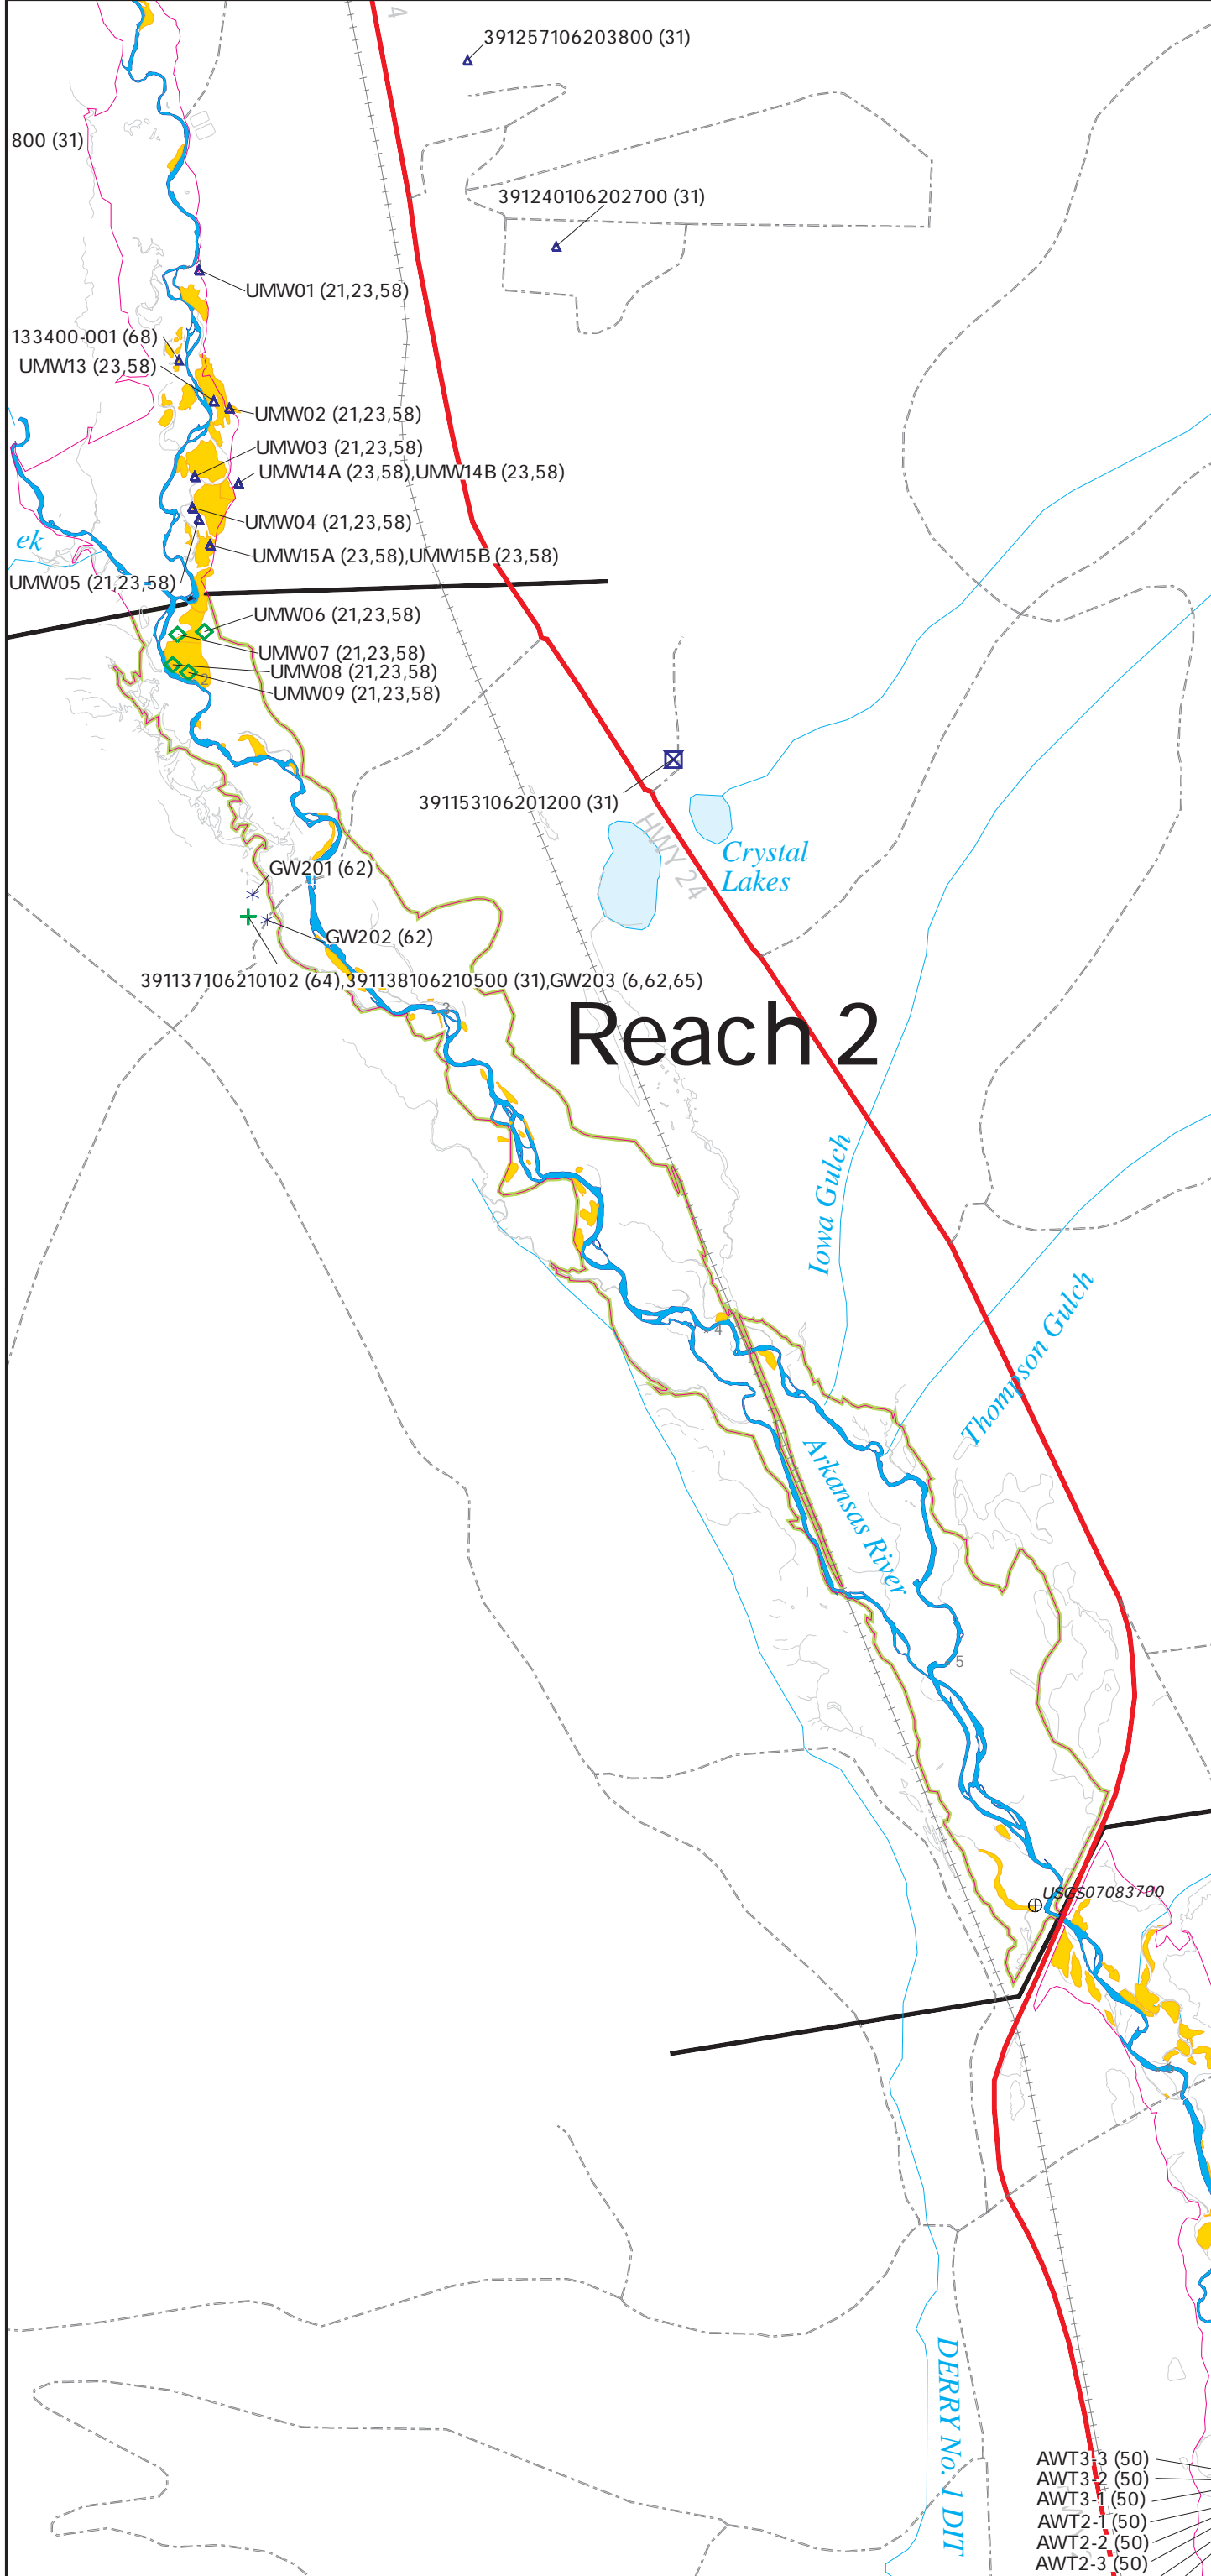 4
391257106203800 (31)
800 (31)
391240106202700 (31)
UMW01 (21,23,58)
133400-001 (68)
UMW13 (23,58)
UMW02 (21,23,58)
UMW03 (21,23,58)
UMW14A (23,58),UMW14B (23,58)
UMW04 (21,23,58)
ek
UMW15A (23,58),UMW15B (23,58)
UMW05 (21,23,58)
UMW06 (21,23,58)
UMW07 (21,23,58)
UMW08 (21,23,58)
2
UMW09 (21,23,58)
391153106201200 (31)
HWY 24
Crystal
Lakes
GW201 (62)
GW202 (62)
391137106210102 (64),391138106210500 (31),GW203 (6,62,65)
Reach 2
Iowa Gulch
4
Thompson Gulch
Arkansas River
5
USGS07083700
DERRY No. 1 DIT
AWT3-3 (50)
AWT3-2 (50)
AWT3-1 (50)
AWT2-1 (50)
AWT2-2 (50)
AWT2-3 (50)